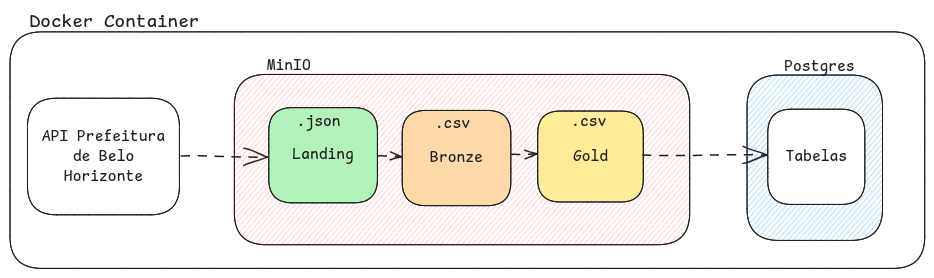 Docker Container
API Prefeitura
de Belo
Horizonte
MinIO
.json
Landing
.csv
Bronze
.csv
Gold
Postgres
Tabelas